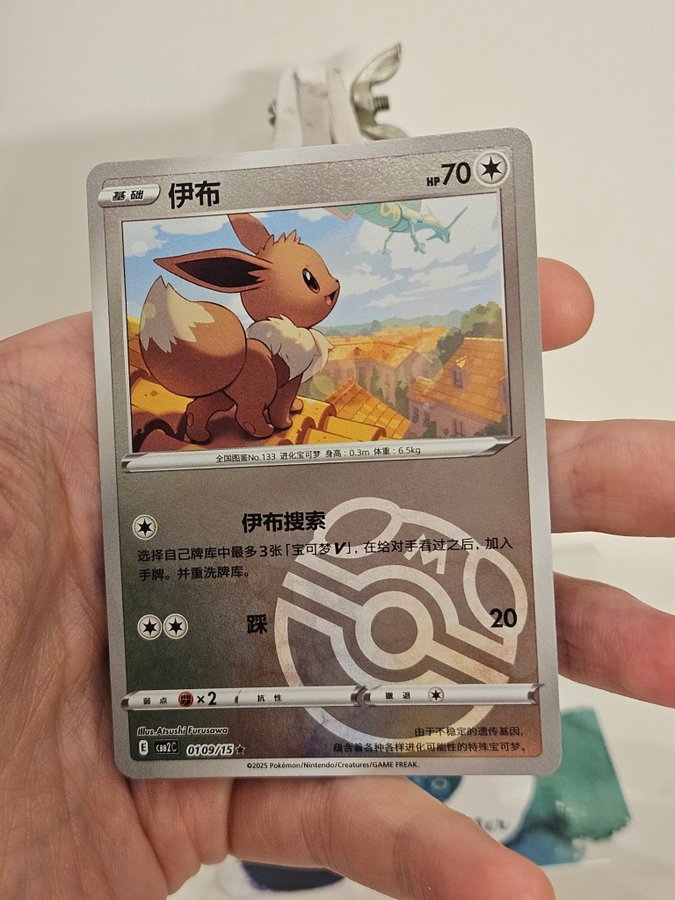 基础 伊布 HP70
全国图鉴No.133 进化宝可梦 身高：0.3m 体重：6.5kg
伊布搜索
选择自己牌库中最多3张「宝可梦V」，在给对手看过之后，加入
手牌。并重洗牌库。
踩 20
弱点 ×2 抗性 撤退
Illus.Atsushi Furusawa
由于不稳定的遗传基因，
E CBB2C 0109/15 ★
蕴含着各种各样进化可能性的特殊宝可梦。
©2025 Pokémon/Nintendo/Creatures/GAME FREAK.
M